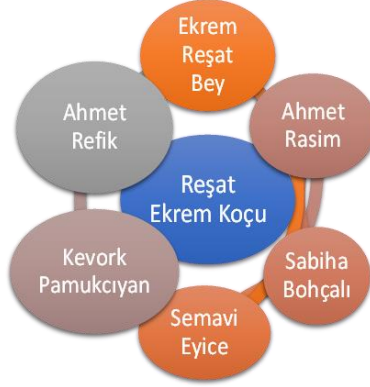 Ekrem
Reşat
Bey
Ahmet
Rasim
Sabiha
Bohçalı
Semavi
Eyice
Kevork
Pamukcıyan
Ahmet
Refik
Reşat
Ekrem Koçu